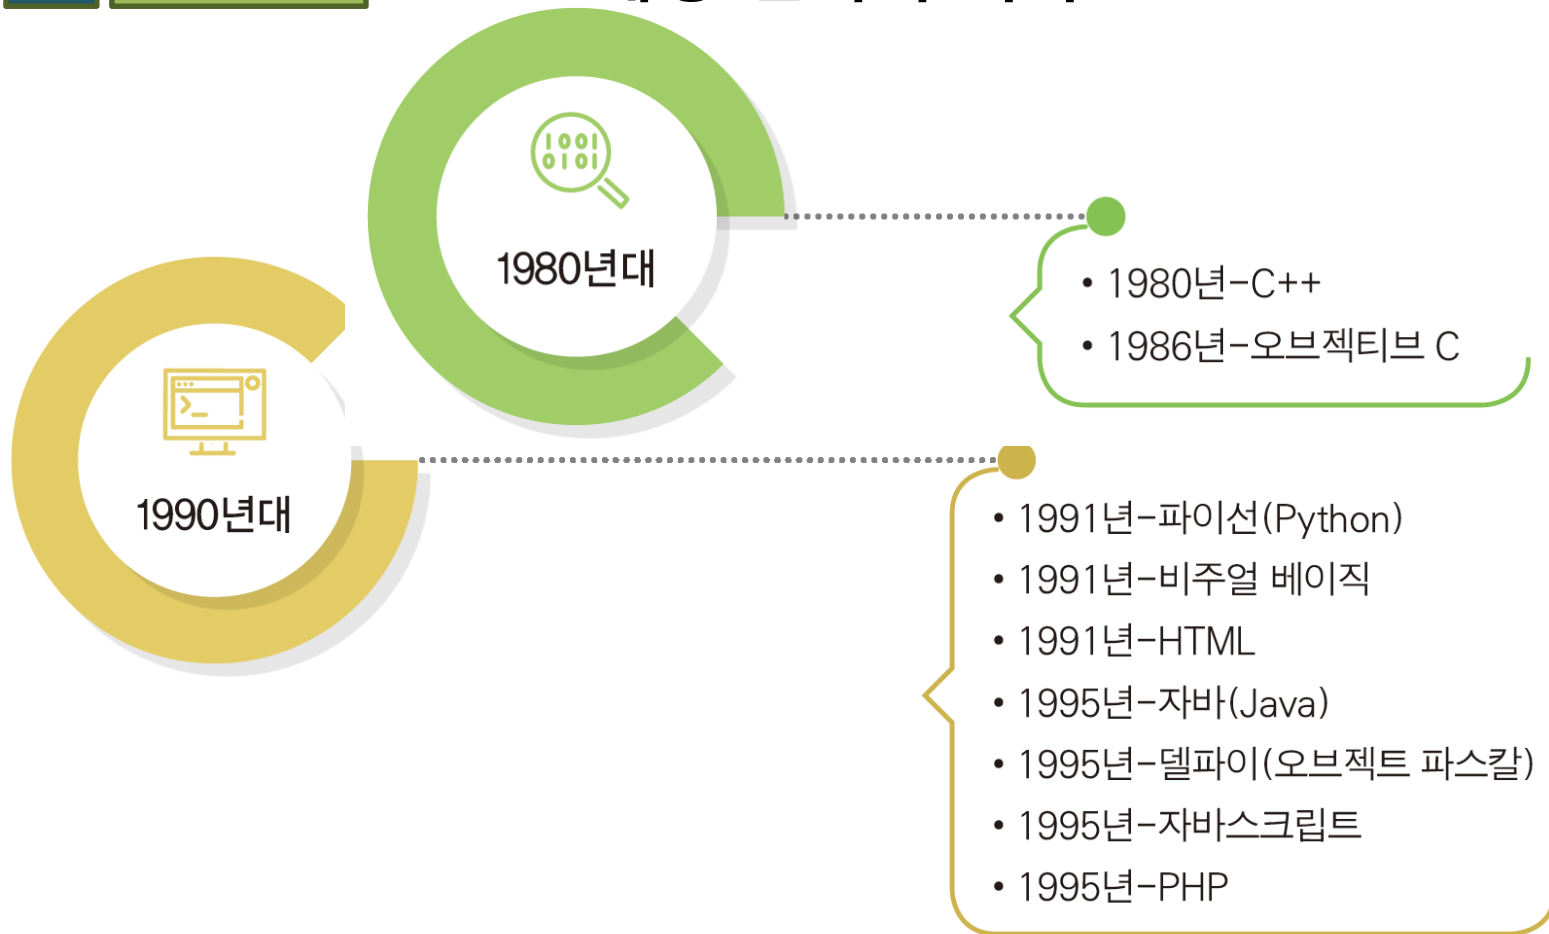 1001
0101
1980년대
• 1980년-C++
• 1986년-오브젝티브 C
1990년대
• 1991년-파이선(Python)
• 1991년-비주얼 베이직
• 1991년-HTML
• 1995년-자바(Java)
• 1995년-델파이(오브젝트 파스칼)
• 1995년-자바스크립트
• 1995년-PHP